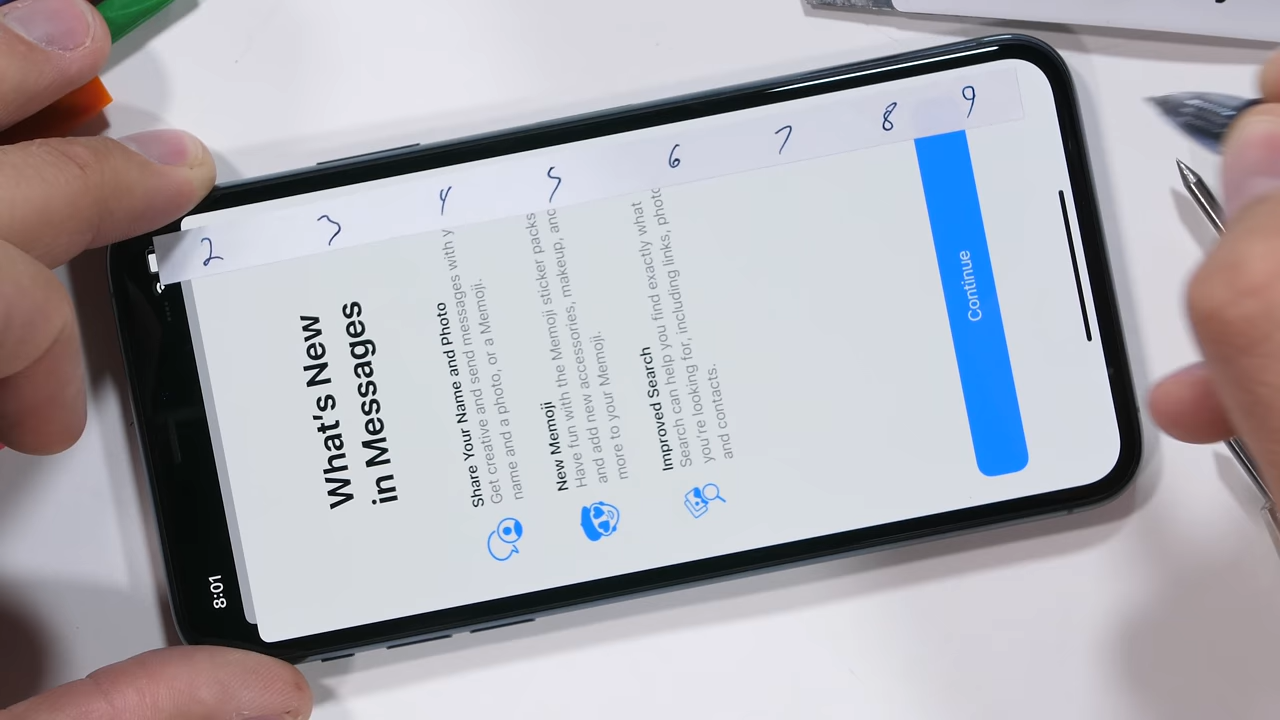 8:01
2 3 4 5 6 7 8 9
What's New
in Messages
Share Your Name and Photo
Get creative and send messages with y
name and a photo, or a Memoji.
New Memoji
Have fun with the Memoji sticker packs
and add new accessories, makeup, and
more to your Memoji.
Improved Search
Search can help you find exactly what
you're looking for, including links, photo
and contacts.
Continue